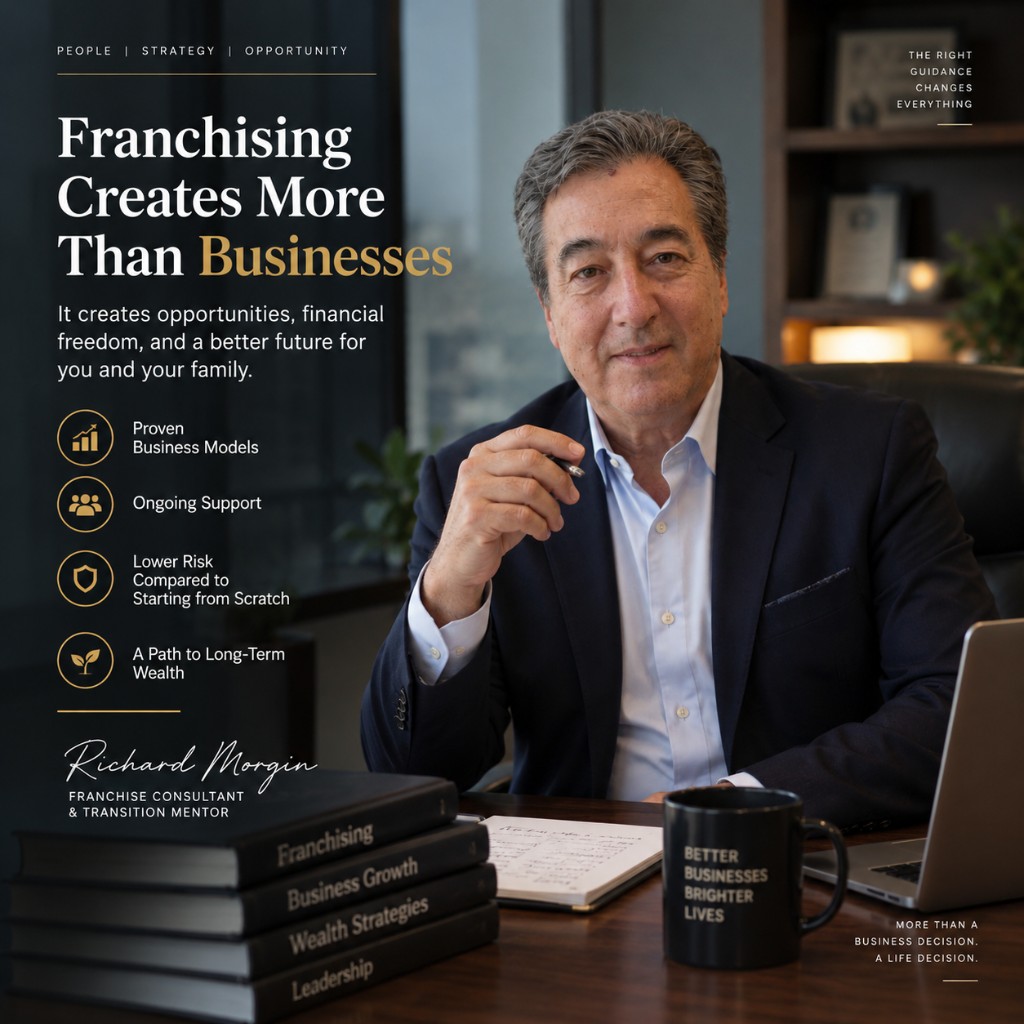 PEOPLE | STRATEGY | OPPORTUNITY
THE RIGHT
GUIDANCE
CHANGES
EVERYTHING
Franchising
Creates More
Than Businesses
It creates opportunities, financial
freedom, and a better future for
you and your family.
Proven
Business Models
Ongoing Support
Lower Risk
Compared to
Starting from Scratch
A Path to Long-Term
Wealth
Richard Morgin
FRANCHISE CONSULTANT
& TRANSITION MENTOR
Franchising
Business Growth
Wealth Strategies
Leadership
BETTER
BUSINESSES
BRIGHTER
LIVES
MORE THAN A
BUSINESS DECISION.
A LIFE DECISION.